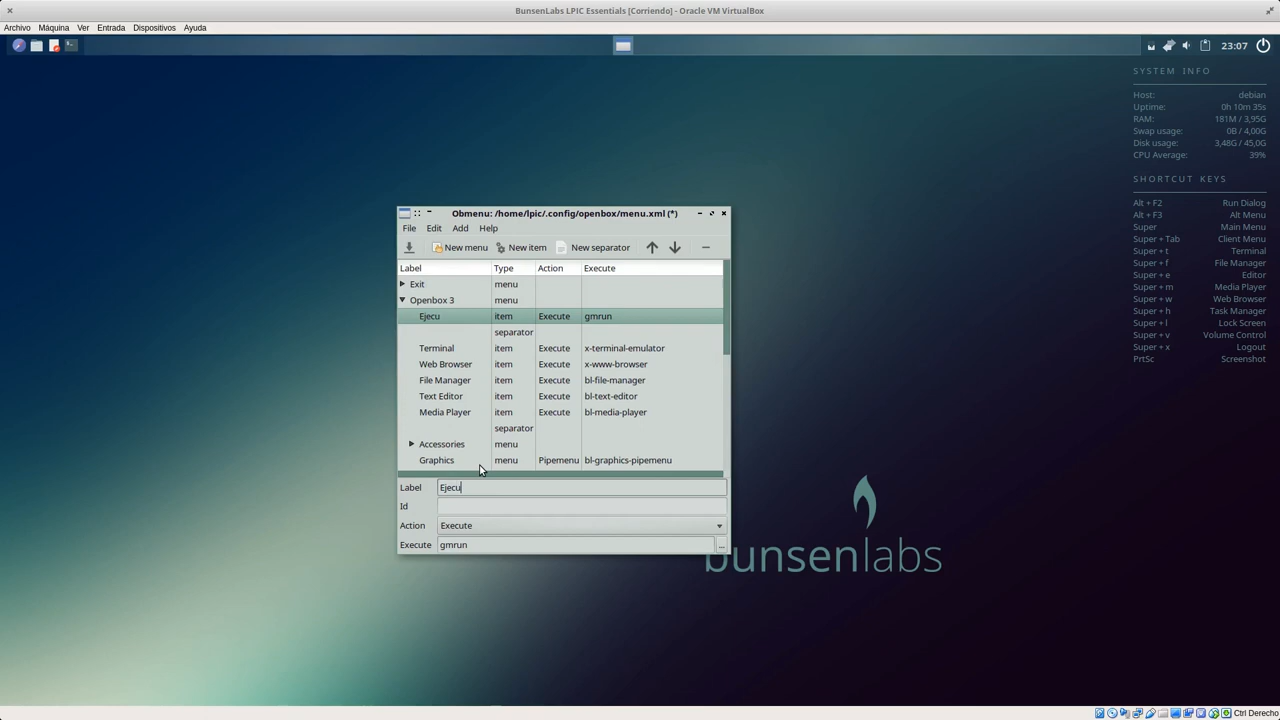 BunsenLabs LPIC Essentials [Corriendo] - Oracle VM VirtualBox
Archivo Máquina Ver Entrada Dispositivos Ayuda
23:07
SYSTEM INFO
Host: debian
Uptime: 0h 10m 35s
RAM: 181M / 3,95G
Swap usage: 0B / 4,00G
Disk usage: 3,48G / 45,0G
CPU Average: 39%
SHORTCUT KEYS
Alt + F2 Run Dialog
Alt + F3 Alt Menu
Super Main Menu
Super + Tab Client Menu
Super + t Terminal
Super + f File Manager
Super + e Editor
Super + m Media Player
Super + w Web Browser
Super + h Task Manager
Super + l Lock Screen
Super + v Volume Control
Super + x Logout
PrtSc Screenshot
Obmenu: /home/lpic/.config/openbox/menu.xml (*)
File Edit Add Help
New menu New item New separator
Label Type Action Execute
Exit menu
Openbox 3 menu
Ejecu item Execute gmrun
separator
Terminal item Execute x-terminal-emulator
Web Browser item Execute x-www-browser
File Manager item Execute bl-file-manager
Text Editor item Execute bl-text-editor
Media Player item Execute bl-media-player
separator
Accessories menu
Graphics menu Pipemenu bl-graphics-pipemenu
Label Ejecu
Id
Action Execute
Execute gmrun ...
bunsenlabs
Ctrl Derecho